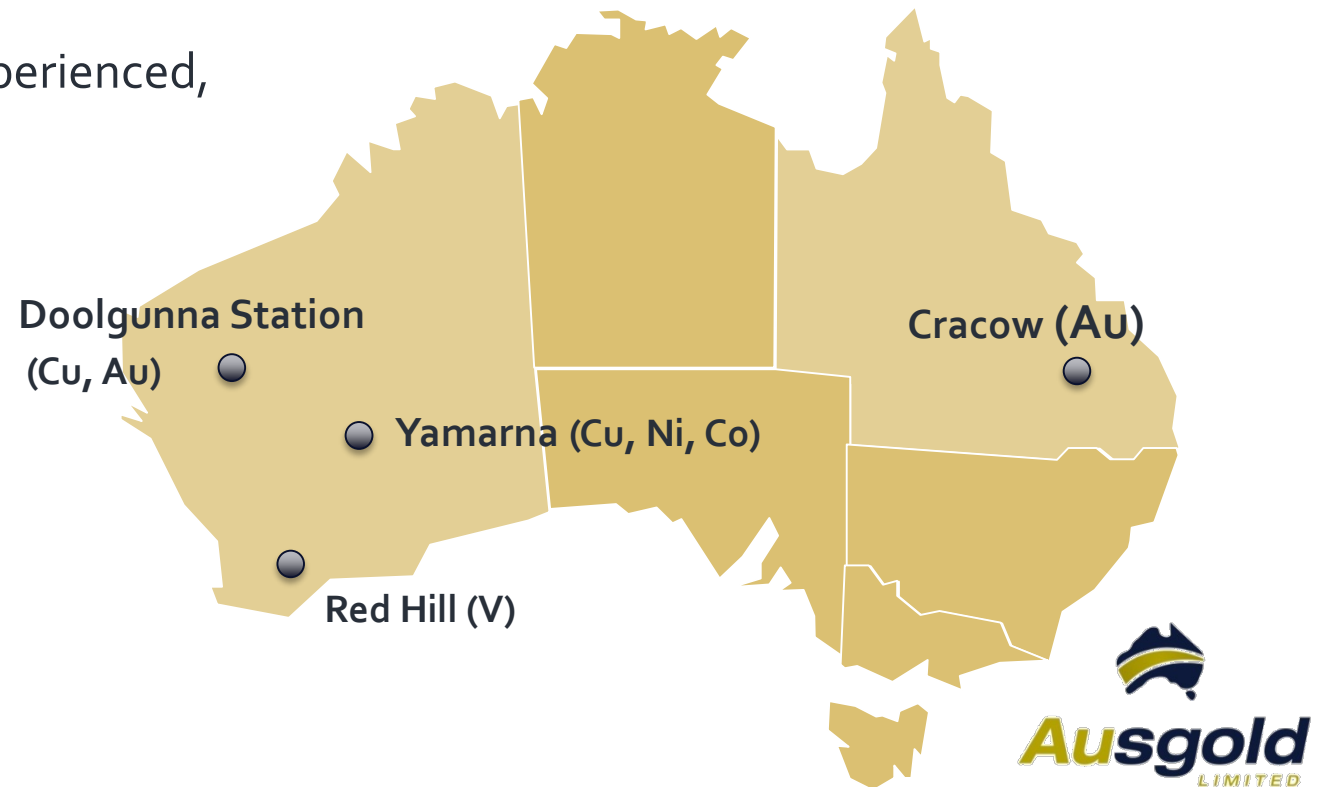 perienced,
Doolgunna Station
(Cu, Au)
Cracow (Au)
Yamarna (Cu, Ni, Co)
Red Hill (V)
Ausgold
LIMITED